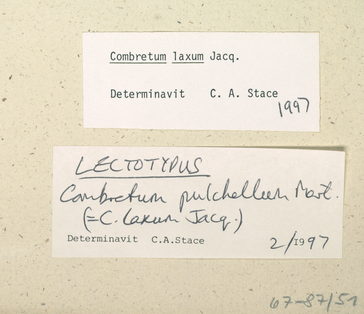 Combretum laxum Jacq.
Determinavit C. A. Stace
1997
LECTOTYPUS
Combretum pulchellum Mart.
(=C. laxum Jacq.)
Determinavit C.A.Stace 2/1997
67-87/51